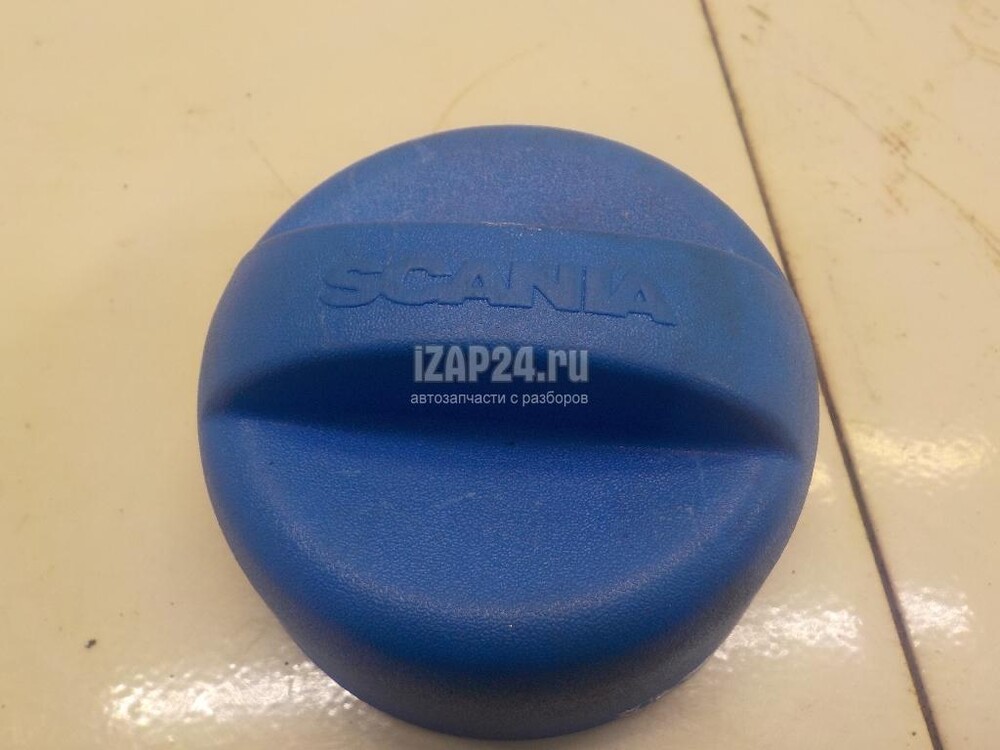 SCANIA
iZAP24.ru
автозапчасти с разборов